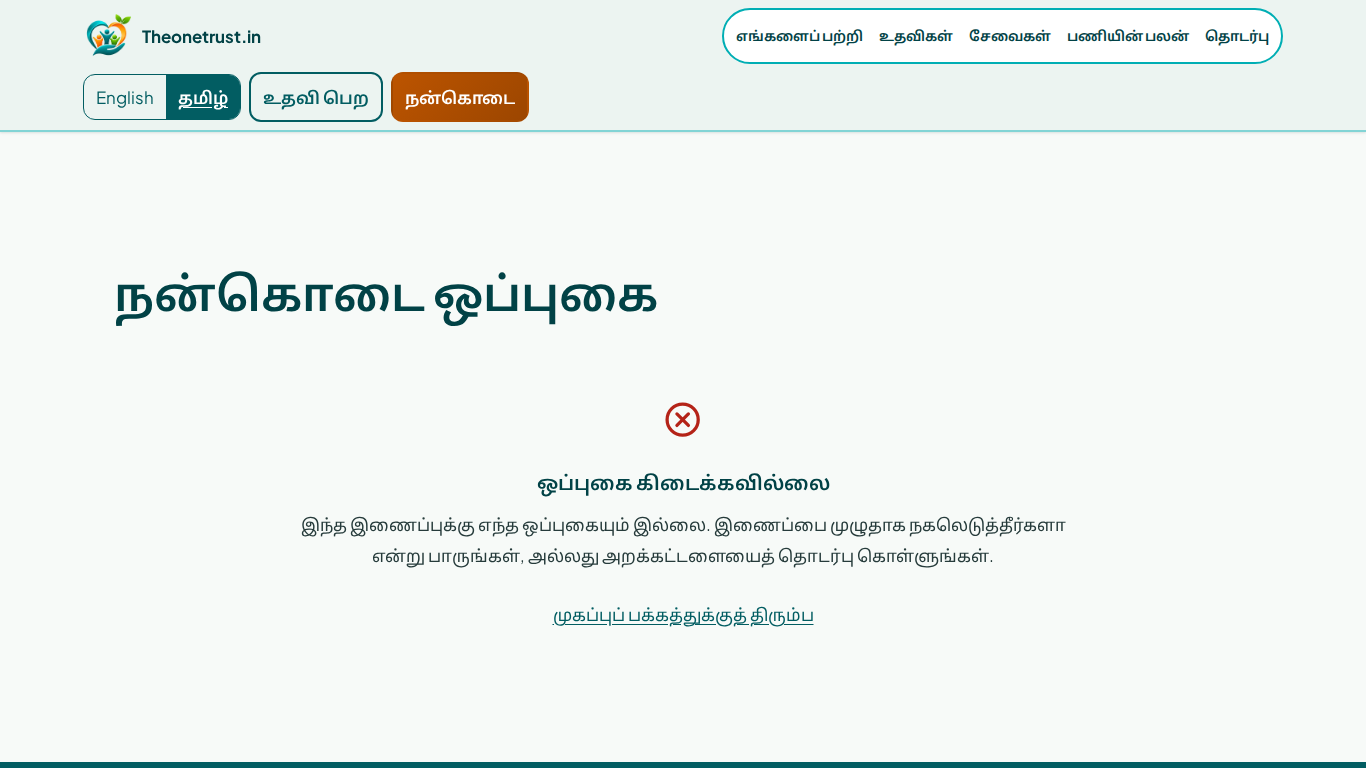 Theonetrust.in
எங்களைப் பற்றி உதவிகள் சேவைகள் பணியின் பலன் தொடர்பு
English தமிழ் உதவி பெற நன்கொடை
நன்கொடை ஒப்புகை
ஒப்புகை கிடைக்கவில்லை
இந்த இணைப்புக்கு எந்த ஒப்புகையும் இல்லை. இணைப்பை முழுதாக நகலெடுத்தீர்களா
என்று பாருங்கள், அல்லது அறக்கட்டளையைத் தொடர்பு கொள்ளுங்கள்.
முகப்புப் பக்கத்துக்குத் திரும்ப